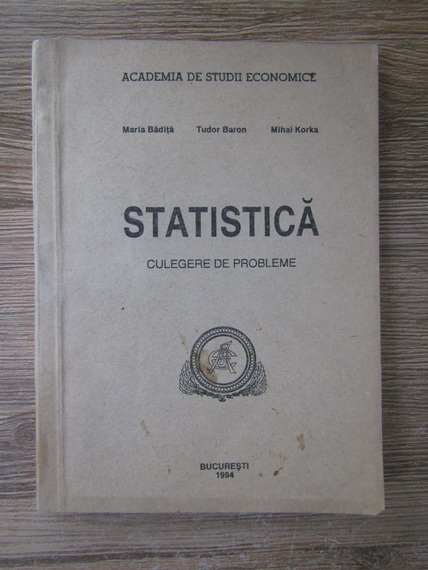 ACADEMIA DE STUDII ECONOMICE
Maria Bădiță Tudor Baron Mihai Korka
STATISTICĂ
CULEGERE DE PROBLEME
BUCUREȘTI
1994